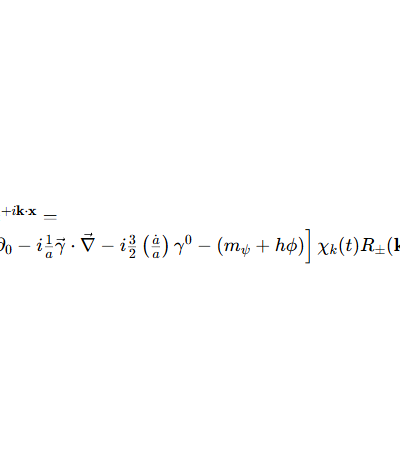 +i𝐤·𝐱 =
∂₀ − i 1/a γ⃗ · ∇⃗ − i 3/2 (ȧ/a) γ⁰ − (m_ψ + hϕ)] χ_k(t)R_±(𝐤